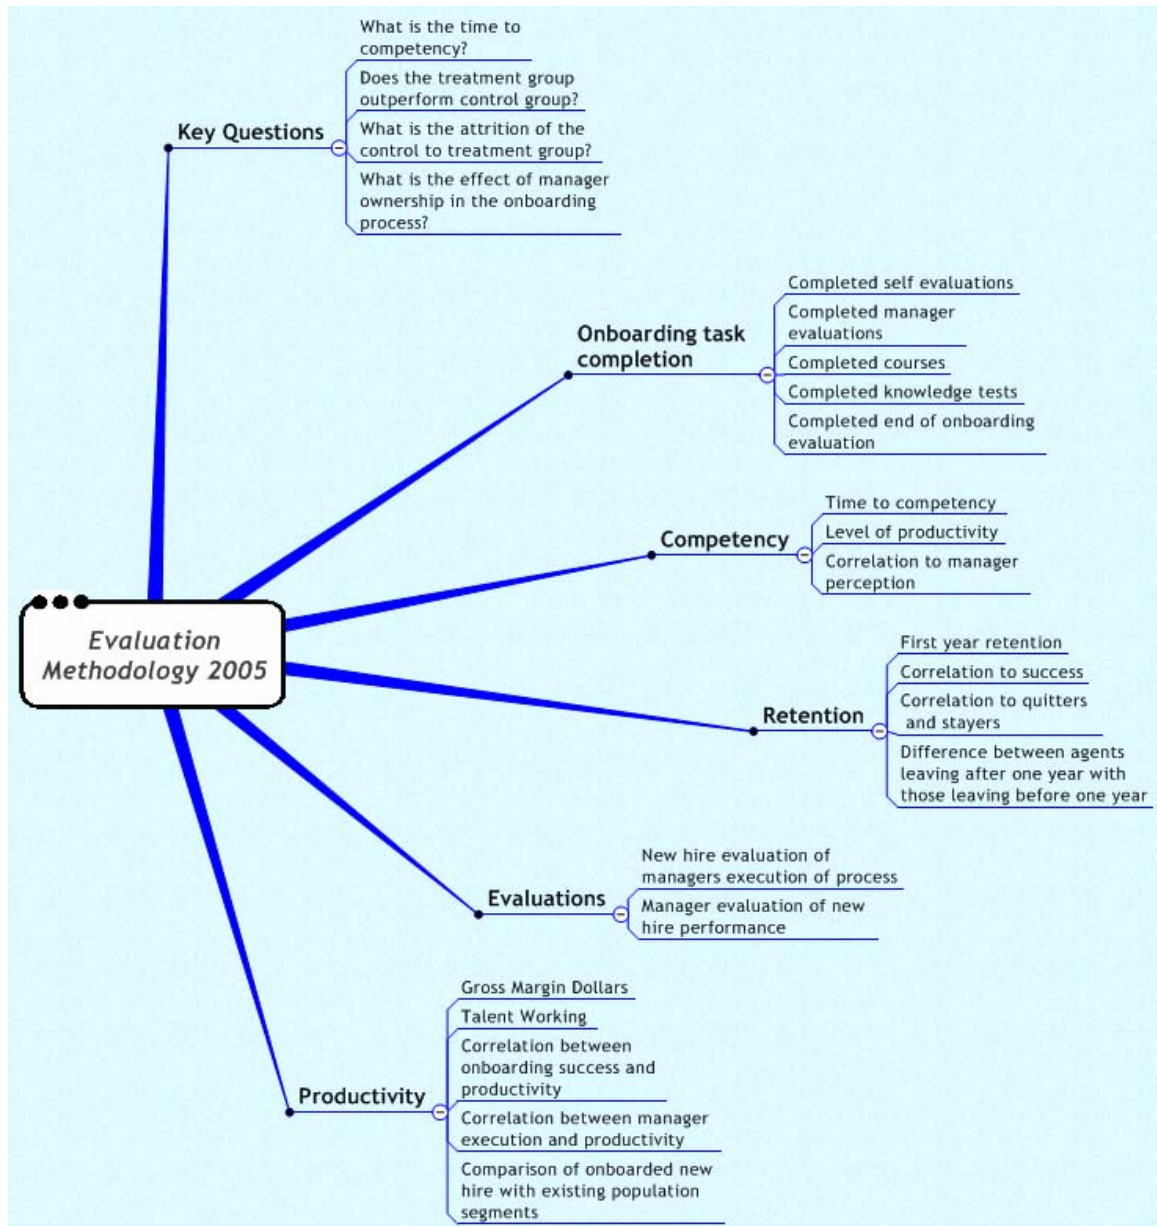 What is the time to
competency?
Does the treatment group
outperform control group?
Key Questions
What is the attrition of the
control to treatment group?
What is the effect of manager
ownership in the onboarding
process?
Completed self evaluations
Completed manager
evaluations
Onboarding task
completion
Completed courses
Completed knowledge tests
Completed end of onboarding
evaluation
Time to competency
Competency
Level of productivity
Correlation to manager
perception
Evaluation
Methodology 2005
First year retention
Correlation to success
Retention
Correlation to quitters
and stayers
Difference between agents
leaving after one year with
those leaving before one year
New hire evaluation of
managers execution of process
Evaluations
Manager evaluation of new
hire performance
Gross Margin Dollars
Talent Working
Correlation between
onboarding success and
productivity
Productivity
Correlation between manager
execution and productivity
Comparison of onboarded new
hire with existing population
segments